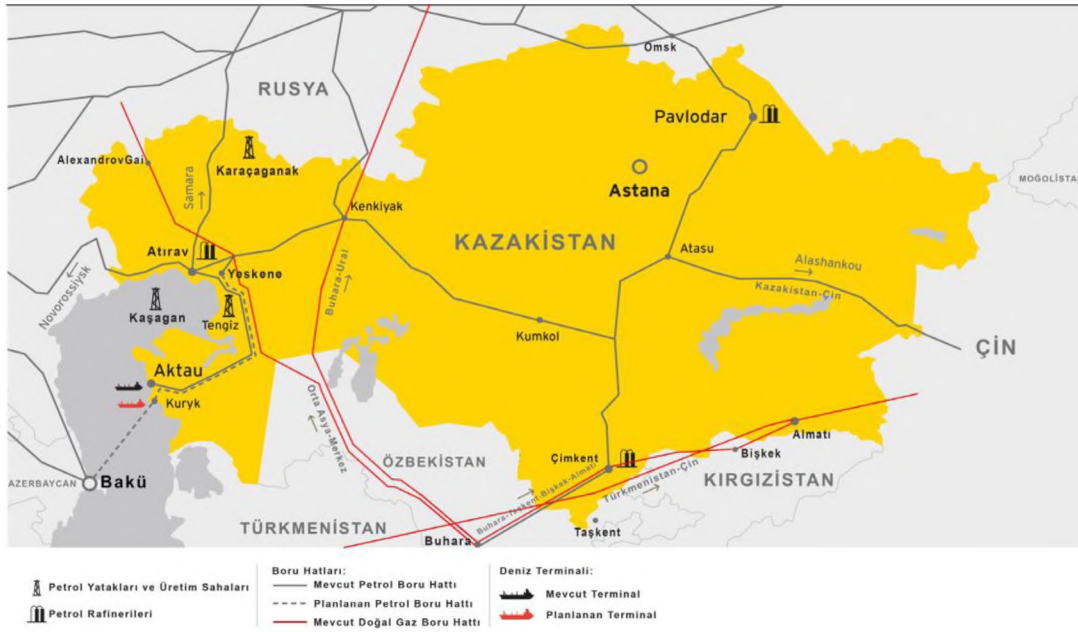 Omsk
RUSYA
Pavlodar
AlexandrovGai
Karaçaganak
Samara
Astana
MOĞOLİSTAN
Kenkiyak
KAZAKİSTAN
Atırav
Atasu
Yeskene
Alashankou
Novorossiysk
Buhara-Ural
Kazakistan-Çin
Kaşagan
Tengiz
Kumkol
ÇİN
Aktau
Kuryk
Orta Asya-Merkez
Almatı
Çimkent
Bişkek
ÖZBEKİSTAN
Buhara-Taşkent-Bişkek-Almatı
Türkmenistan-Çin
KIRGIZİSTAN
AZERBAYCAN
Bakü
TÜRKMENİSTAN
Taşkent
Buhara
Petrol Yatakları ve Üretim Sahaları
Petrol Rafinerileri
Boru Hatları:
Mevcut Petrol Boru Hattı
Planlanan Petrol Boru Hattı
Mevcut Doğal Gaz Boru Hattı
Deniz Terminali:
Mevcut Terminal
Planlanan Terminal